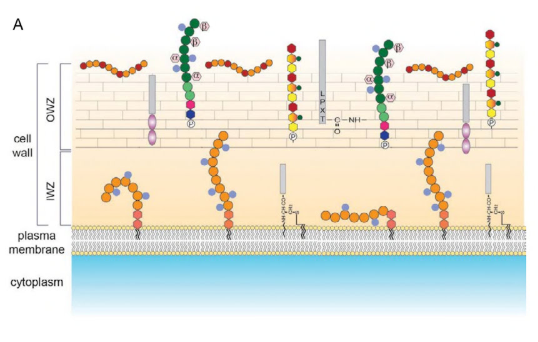 A
β
β
α
α
P
P
L
P
X
T
C – NH –
O
β
β
α
α
P
P
OWZ
cell
wall
IWZ
plasma
membrane
cytoplasm